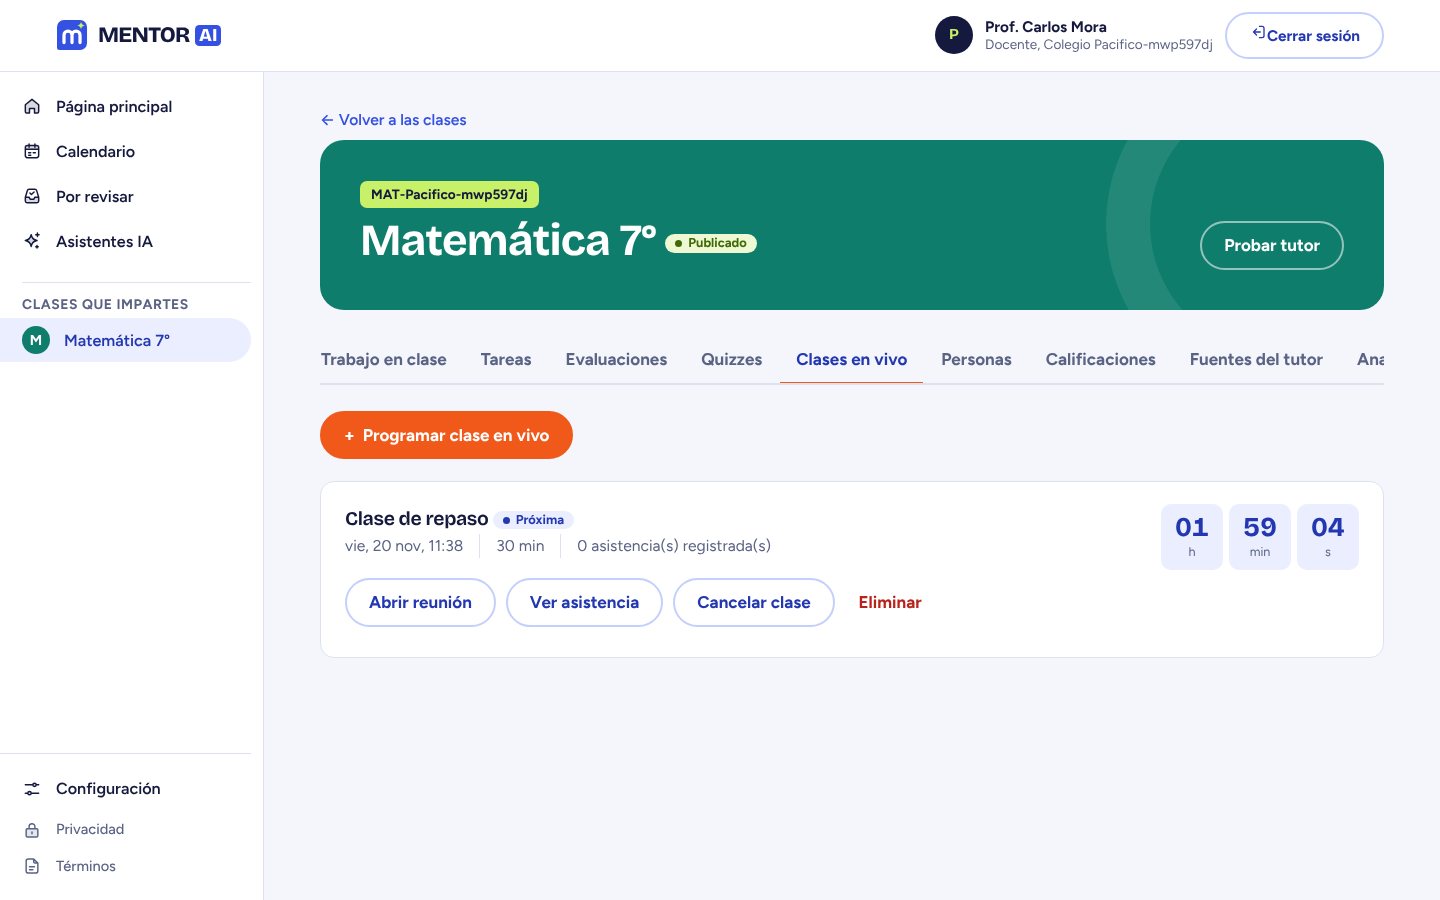 MENTOR AI
P
Prof. Carlos Mora
Docente, Colegio Pacifico-mwp597dj
Cerrar sesión
Página principal
Calendario
Por revisar
Asistentes IA
CLASES QUE IMPARTES
M
Matemática 7°
Configuración
Privacidad
Términos
← Volver a las clases
MAT-Pacifico-mwp597dj
Matemática 7° Publicado
Probar tutor
Trabajo en clase Tareas Evaluaciones Quizzes Clases en vivo Personas Calificaciones Fuentes del tutor Ana
+ Programar clase en vivo
Clase de repaso Próxima
vie, 20 nov, 11:38 30 min 0 asistencia(s) registrada(s)
01 59 04
h min s
Abrir reunión Ver asistencia Cancelar clase Eliminar